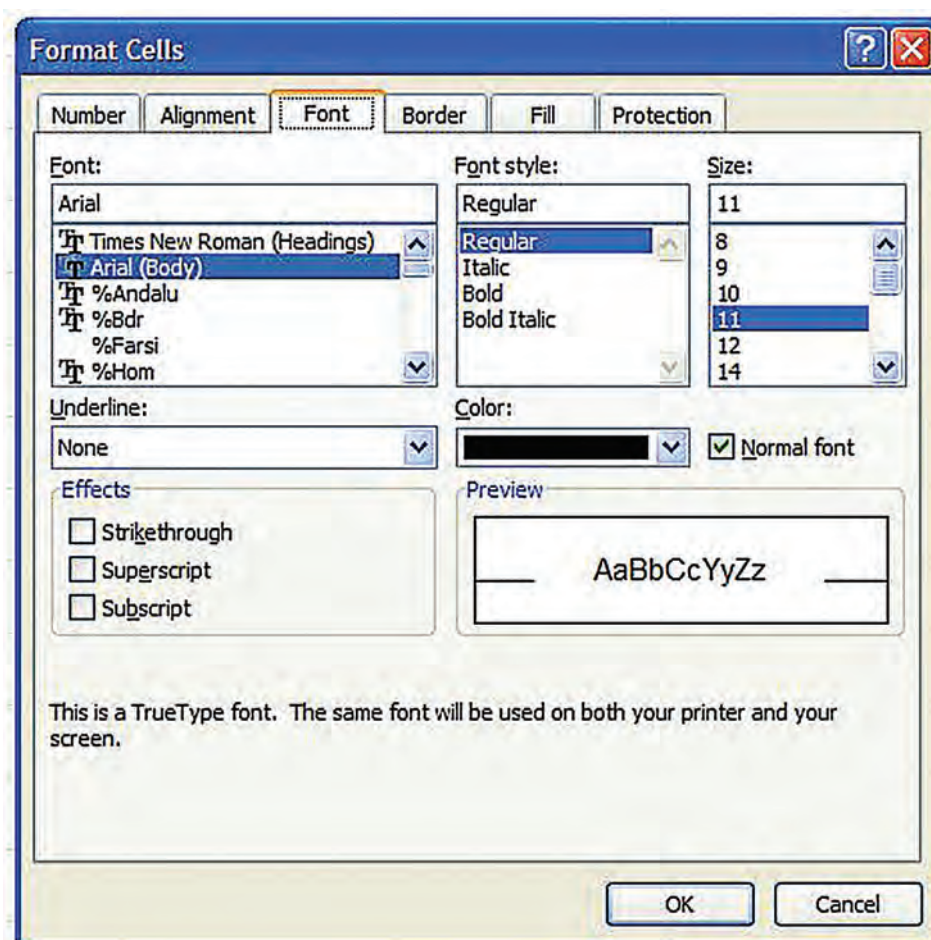 Format Cells
Number Alignment Font Border Fill Protection
Font: Font style: Size:
Arial Regular 11
Times New Roman (Headings) Regular 8
Arial (Body) Italic 9
%Andalu Bold 10
%Bdr Bold Italic 11
%Farsi 12
%Hom 14
Underline: Color:
None Normal font
Effects Preview
Strikethrough
Superscript AaBbCcYyZz
Subscript
This is a TrueType font. The same font will be used on both your printer and your
screen.
OK Cancel